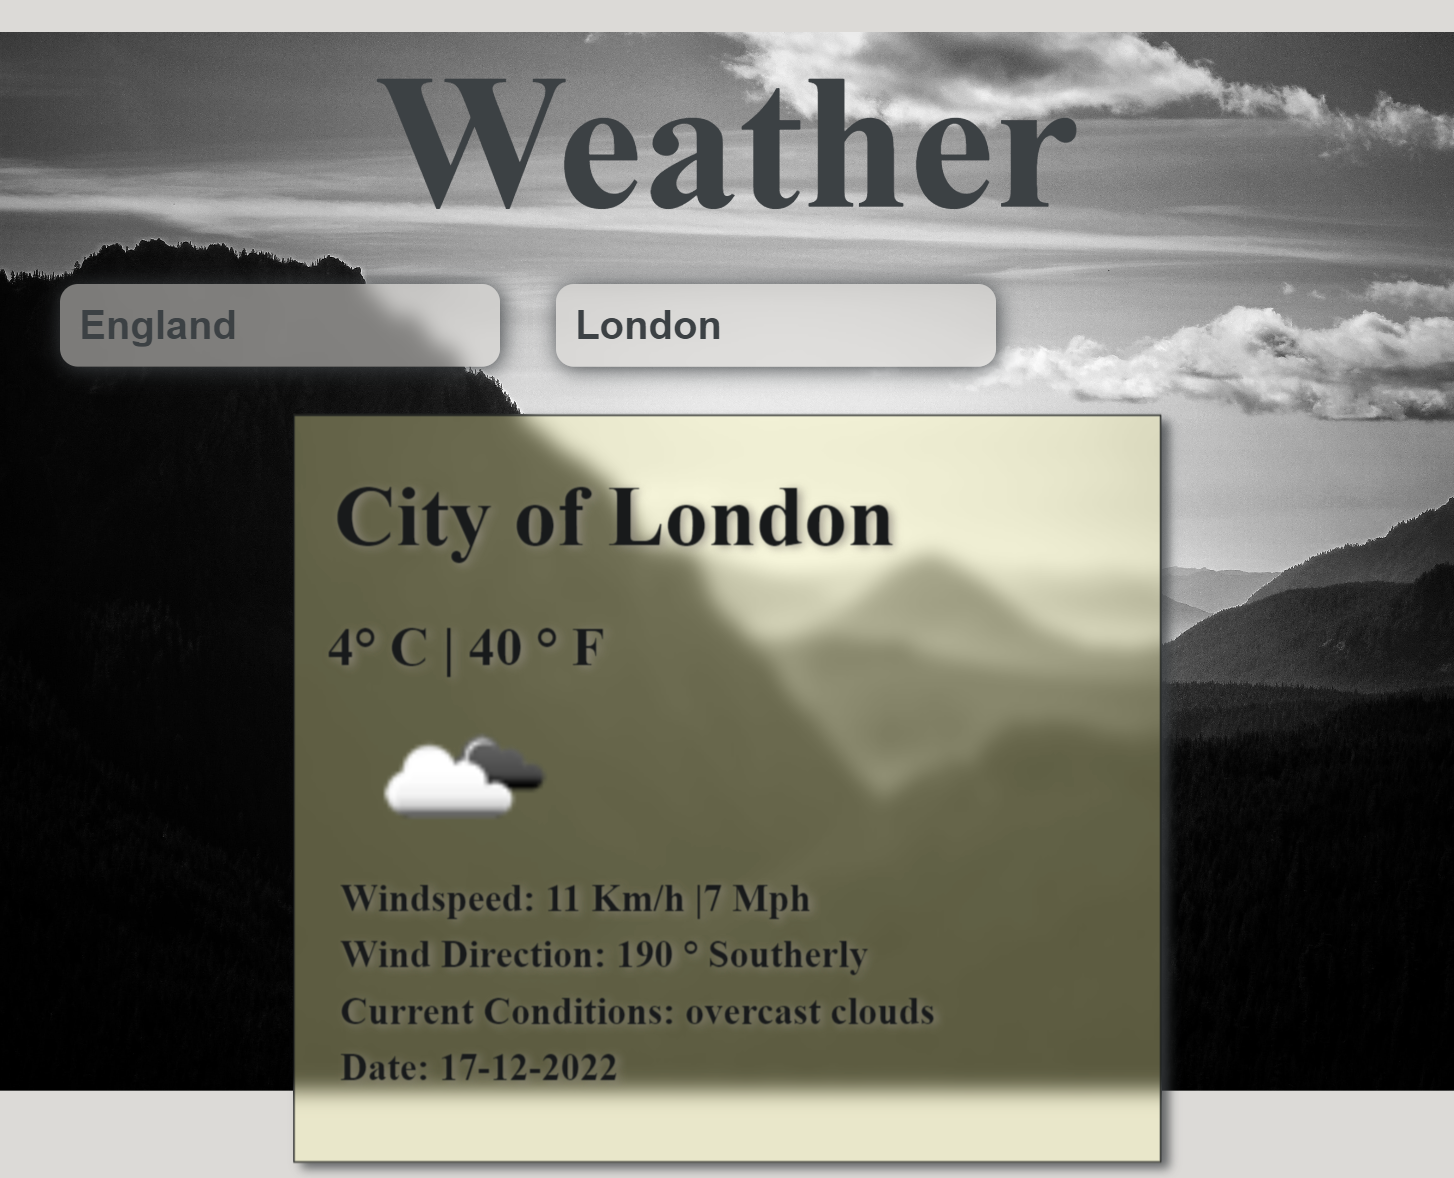 Weather
England
London
City of London
4° C | 40 ° F
Windspeed: 11 Km/h |7 Mph
Wind Direction: 190 ° Southerly
Current Conditions: overcast clouds
Date: 17-12-2022